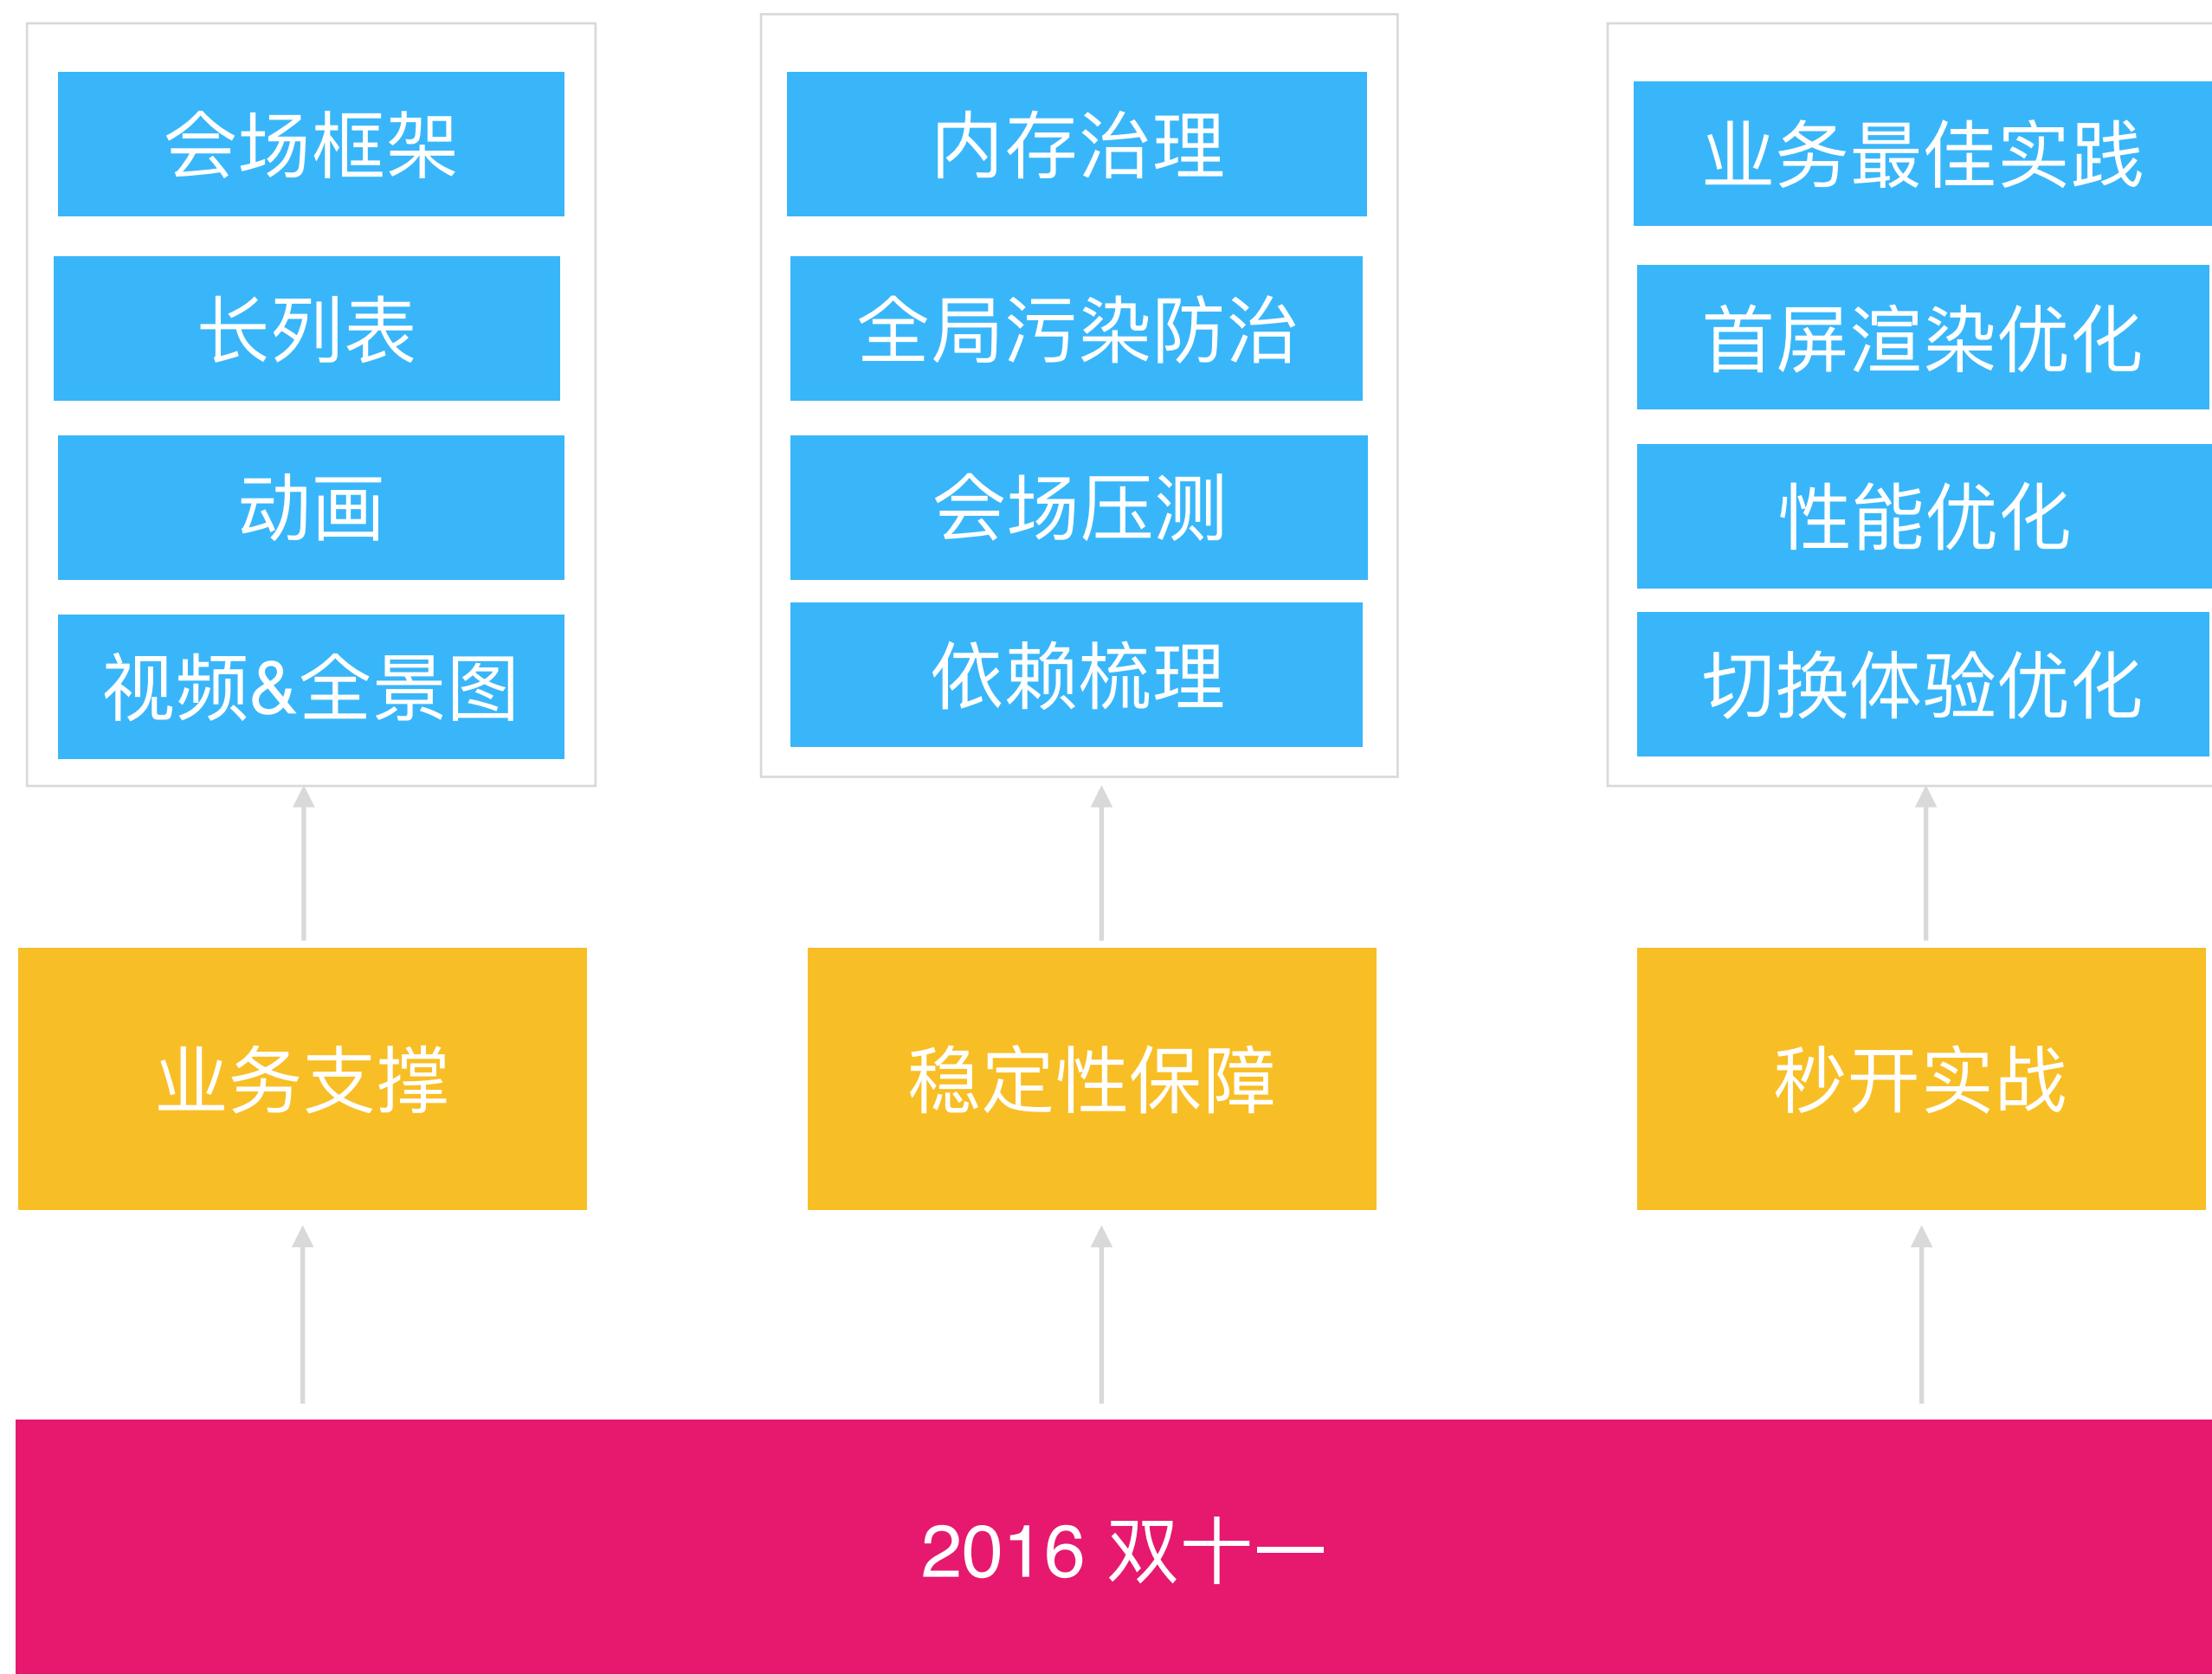 会场框架
长列表
动画
视频&全景图
内存治理
全局污染防治
会场压测
依赖梳理
业务最佳实践
首屏渲染优化
性能优化
切换体验优化
业务支撑
稳定性保障
秒开实战
2016 双十一